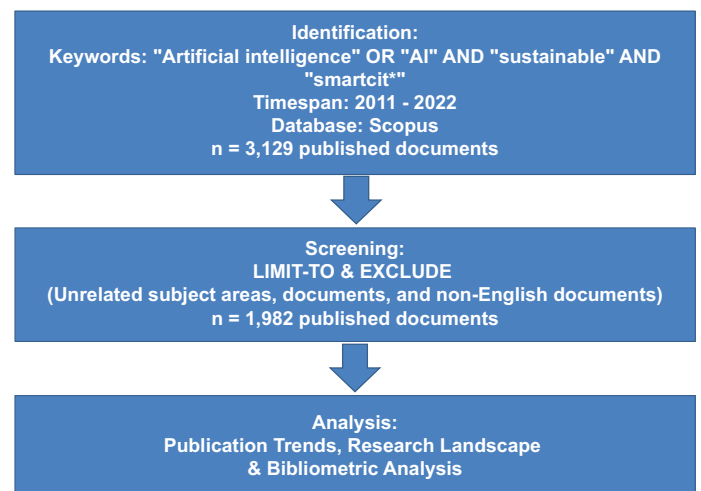 Identification:
Keywords: "Artificial intelligence" OR "AI" AND "sustainable" AND
"smartcit*"
Timespan: 2011 - 2022
Database: Scopus
n = 3,129 published documents
Screening:
LIMIT-TO & EXCLUDE
(Unrelated subject areas, documents, and non-English documents)
n = 1,982 published documents
Analysis:
Publication Trends, Research Landscape
& Bibliometric Analysis